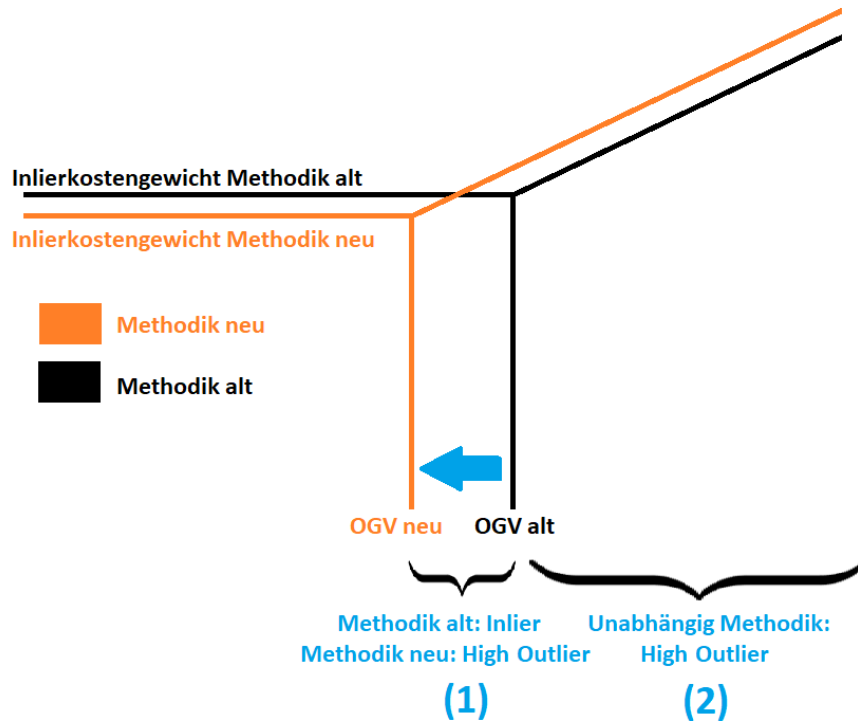 Inlierkostengewicht Methodik alt
Inlierkostengewicht Methodik neu
Methodik neu
Methodik alt
OGV neu
OGV alt
Methodik alt: Inlier
Methodik neu: High Outlier
(1)
Unabhängig Methodik:
High Outlier
(2)